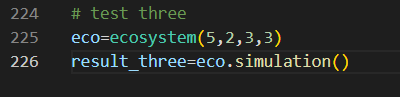 224 # test three
225 eco=ecosystem(5,2,3,3)
226 result_three=eco.simulation()